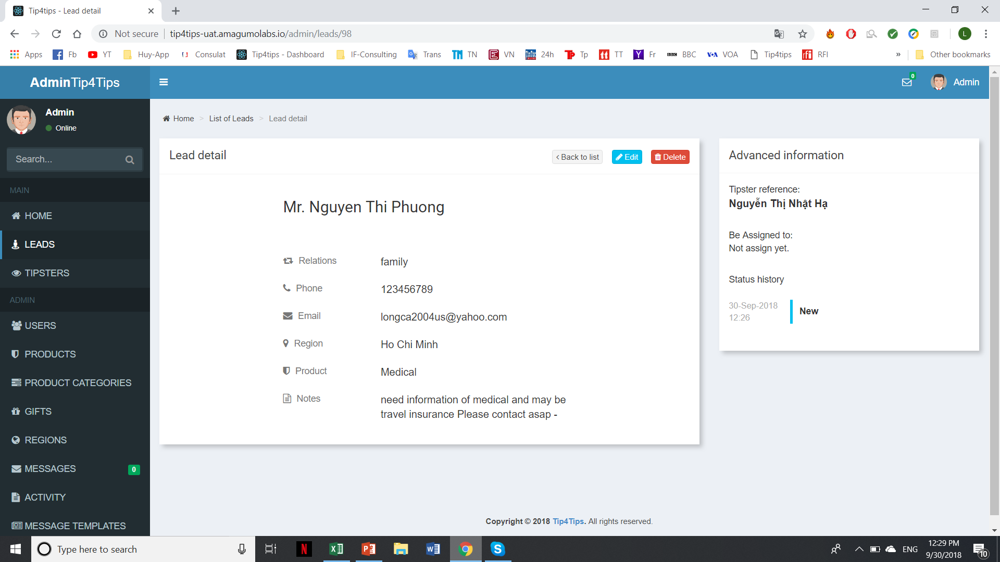 Tip4tips - Lead detail
Not secure
tip4tips-uat.amagumolabs.io/admin/leads/98
Apps
Fb
YT
Huy-App
Consulat
Tip4tips - Dashboard
IF-Consulting
Trans
TN
VN
24h
Tp
TT
Fr
BBC
VOA
Tip4tips
RFI
»
Other bookmarks
AdminTip4Tips
0
Admin
Admin
Online
Search...
MAIN
HOME
LEADS
TIPSTERS
ADMIN
USERS
PRODUCTS
PRODUCT CATEGORIES
GIFTS
REGIONS
MESSAGES 0
ACTIVITY
MESSAGE TEMPLATES
Home > List of Leads > Lead detail
Lead detail
< Back to list
Edit
Delete
Mr. Nguyen Thi Phuong
Relations family
Phone 123456789
Email longca2004us@yahoo.com
Region Ho Chi Minh
Product Medical
Notes need information of medical and may be
travel insurance Please contact asap -
Advanced information
Tipster reference:
Nguyễn Thị Nhật Hạ
Be Assigned to:
Not assign yet.
Status history
30-Sep-2018
12:26
New
Copyright © 2018 Tip4Tips. All rights reserved.
Type here to search
ENG
12:29 PM
9/30/2018
10